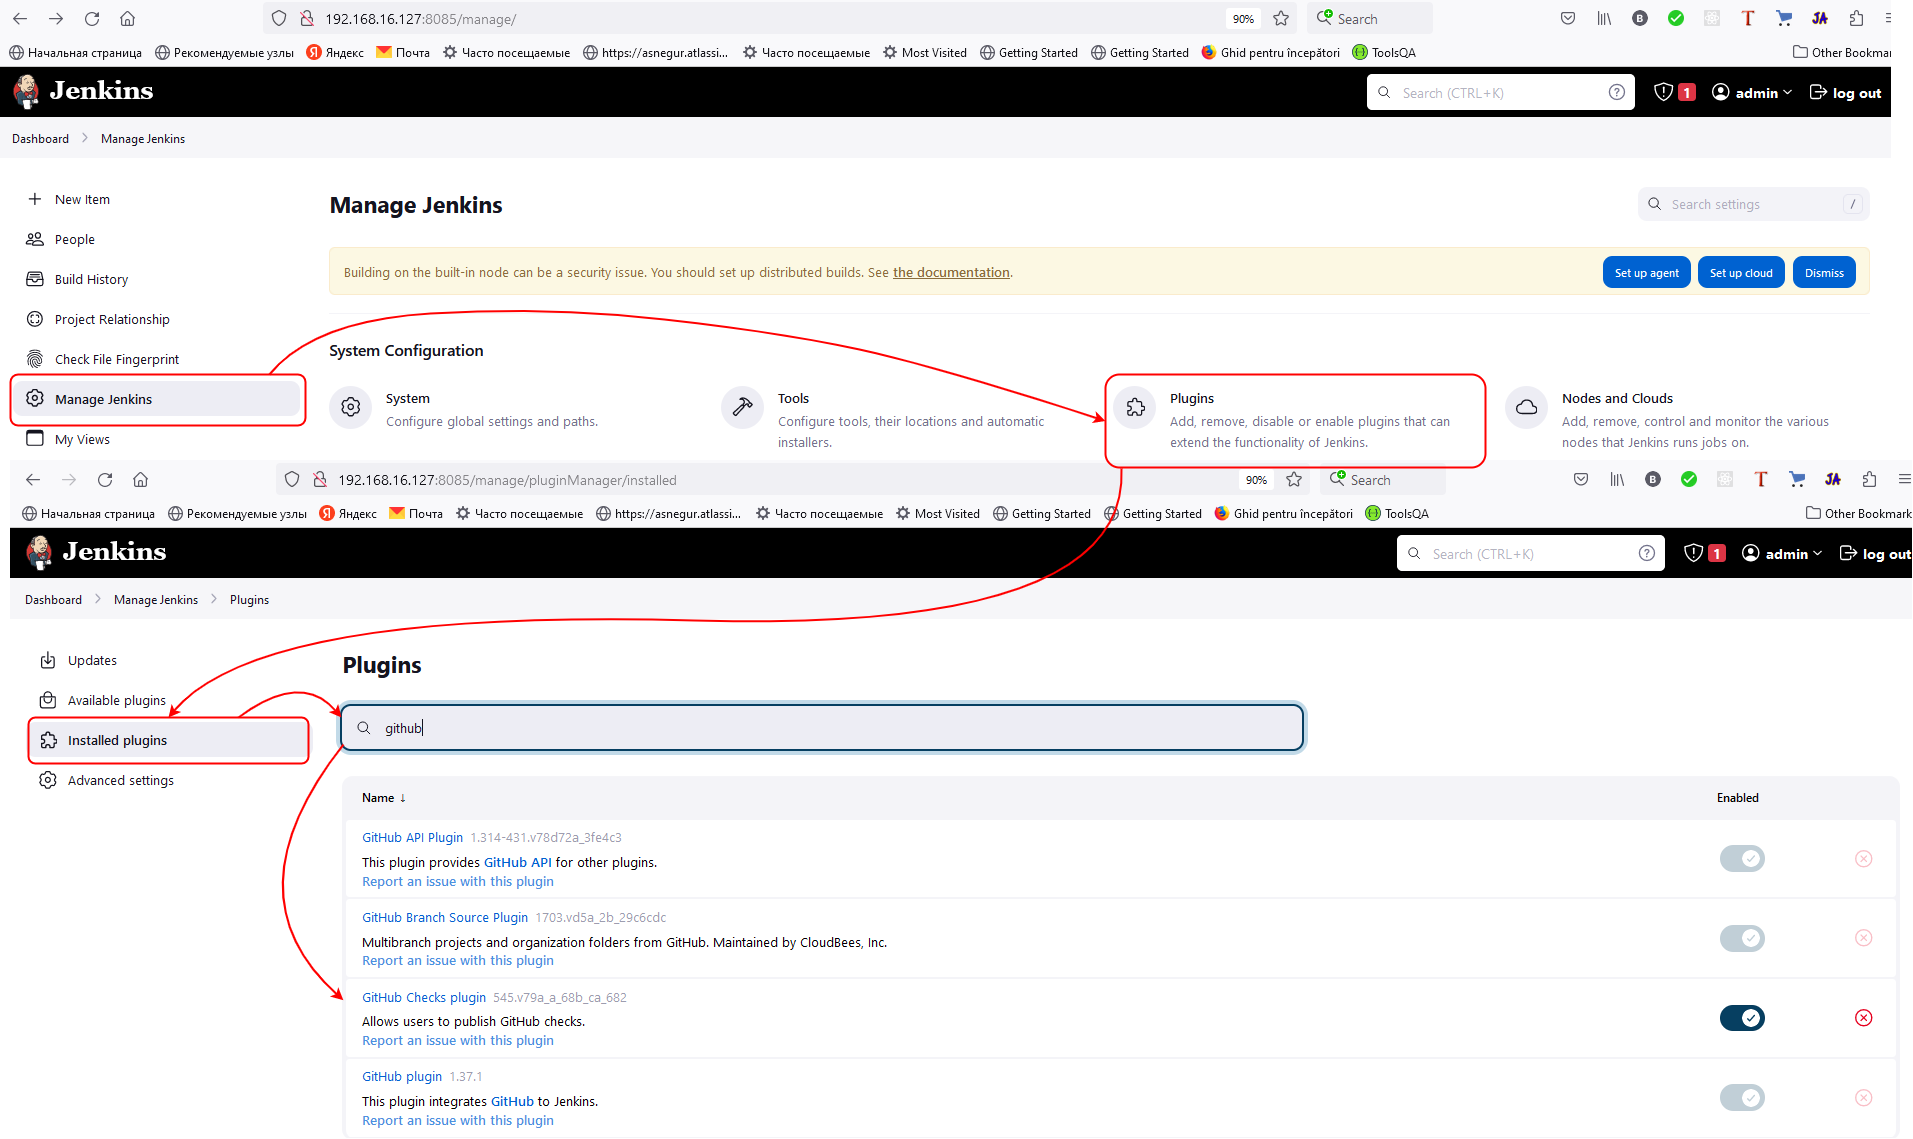 192.168.16.127:8085/manage/
90%
Search
Начальная страница
Рекомендуемые узлы
Яндекс
Почта
Часто посещаемые
https://asnegur.atlassi...
Часто посещаемые
Most Visited
Getting Started
Getting Started
Ghid pentru începători
ToolsQA
Other Bookmar
Jenkins
Search (CTRL+K)
1
admin
log out
Dashboard
Manage Jenkins
New Item
People
Build History
Project Relationship
Check File Fingerprint
Manage Jenkins
My Views
Manage Jenkins
Search settings
/
Building on the built-in node can be a security issue. You should set up distributed builds. See the documentation.
Set up agent
Set up cloud
Dismiss
System Configuration
System
Configure global settings and paths.
Tools
Configure tools, their locations and automatic
installers.
Plugins
Add, remove, disable or enable plugins that can
extend the functionality of Jenkins.
Nodes and Clouds
Add, remove, control and monitor the various
nodes that Jenkins runs jobs on.
192.168.16.127:8085/manage/pluginManager/installed
90%
Search
Начальная страница
Рекомендуемые узлы
Яндекс
Почта
Часто посещаемые
https://asnegur.atlassi...
Часто посещаемые
Most Visited
Getting Started
Getting Started
Ghid pentru începători
ToolsQA
Other Bookmark
Jenkins
Search (CTRL+K)
1
admin
log out
Dashboard
Manage Jenkins
Plugins
Updates
Available plugins
Installed plugins
Advanced settings
Plugins
github
Name ↓
Enabled
GitHub API Plugin 1.314-431.v78d72a_3fe4c3
This plugin provides GitHub API for other plugins.
Report an issue with this plugin
GitHub Branch Source Plugin 1703.vd5a_2b_29c6cdc
Multibranch projects and organization folders from GitHub. Maintained by CloudBees, Inc.
Report an issue with this plugin
GitHub Checks plugin 545.v79a_a_68b_ca_682
Allows users to publish GitHub checks.
Report an issue with this plugin
GitHub plugin 1.37.1
This plugin integrates GitHub to Jenkins.
Report an issue with this plugin